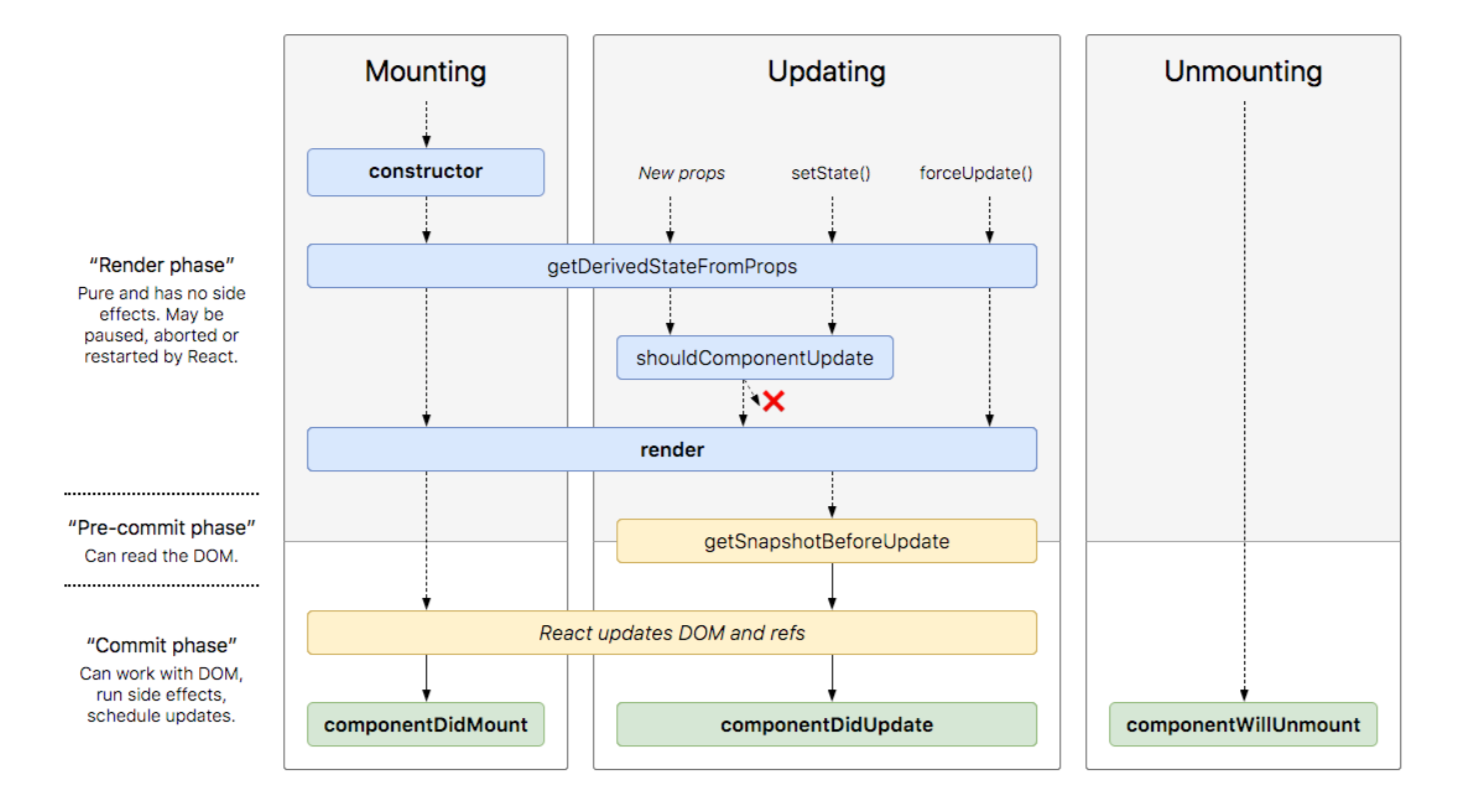 Mounting
Updating
Unmounting
constructor
New props
setState()
forceUpdate()
“Render phase”
Pure and has no side
effects. May be
paused, aborted or
restarted by React.
getDerivedStateFromProps
shouldComponentUpdate
render
“Pre-commit phase”
Can read the DOM.
getSnapshotBeforeUpdate
“Commit phase”
Can work with DOM,
run side effects,
schedule updates.
React updates DOM and refs
componentDidMount
componentDidUpdate
componentWillUnmount